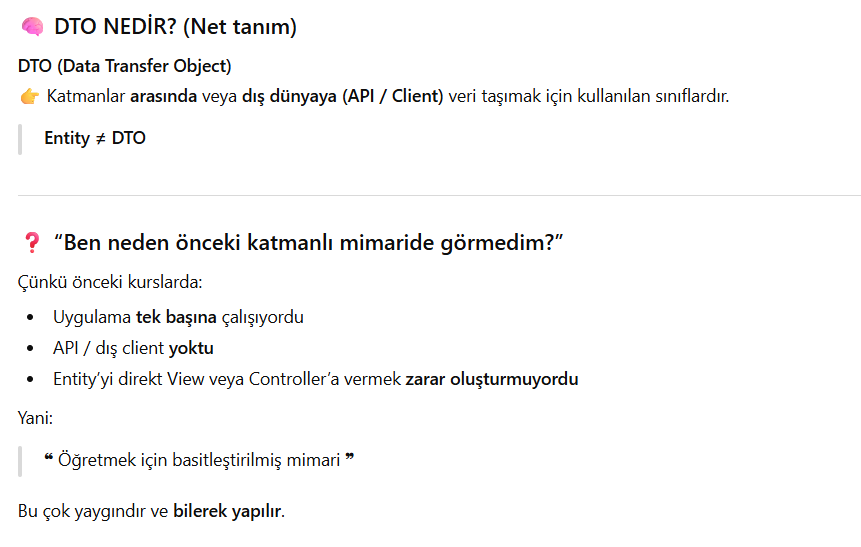 🧠 DTO NEDİR? (Net tanım)
DTO (Data Transfer Object)
👉 Katmanlar arasında veya dış dünyaya (API / Client) veri taşımak için kullanılan sınıflardır.
Entity ≠ DTO
❓ “Ben neden önceki katmanlı mimaride görmedim?”
Çünkü önceki kurslarda:
• Uygulama tek başına çalışıyordu
• API / dış client yoktu
• Entity’yi direkt View veya Controller’a vermek zarar oluşturmuyordu
Yani:
❝ Öğretmek için basitleştirilmiş mimari ❞
Bu çok yaygındır ve bilerek yapılır.